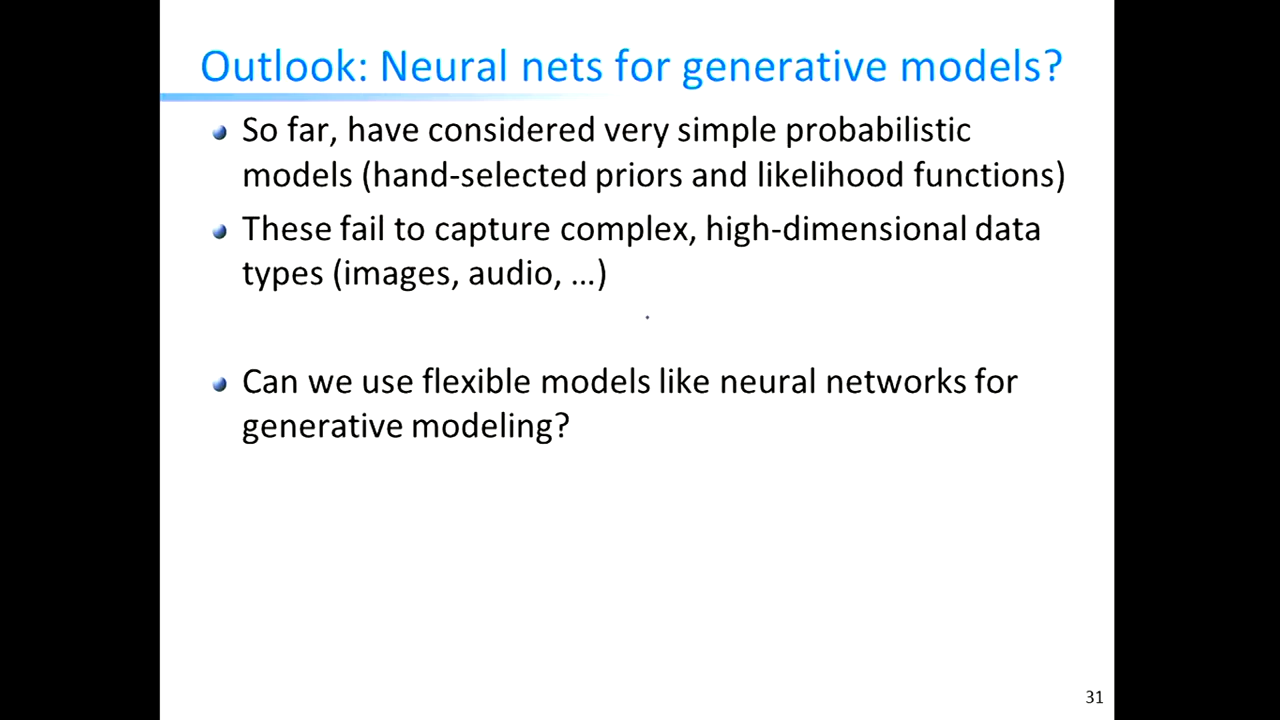 Outlook: Neural nets for generative models?
So far, have considered very simple probabilistic
models (hand-selected priors and likelihood functions)
These fail to capture complex, high-dimensional data
types (images, audio, …)
Can we use flexible models like neural networks for
generative modeling?
31